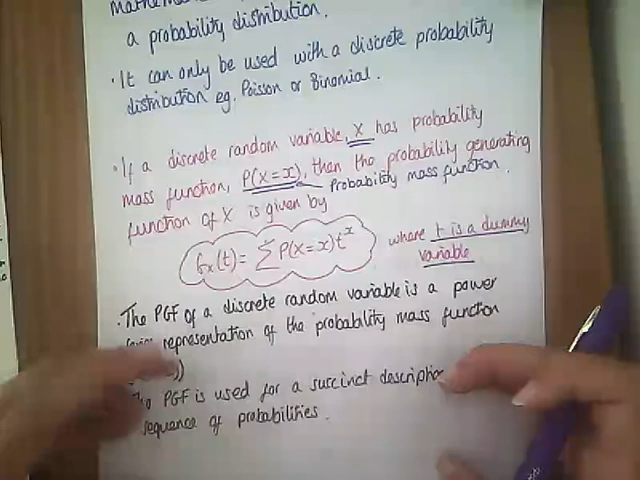 a probability distribution.
· It can only be used with a discrete probability
distribution eg. Poisson or Binomial.
· If a discrete random variable, X has probability
mass function, P(X=x), then the probability generating
Probability mass function.
function of X is given by
Gx(t) = ΣP(X=x)t^x
where t is a dummy
variable
· The PGF of a discrete random variable is a power
representation of the probability mass function
PGF is used for a succinct
sequence of probabilities.